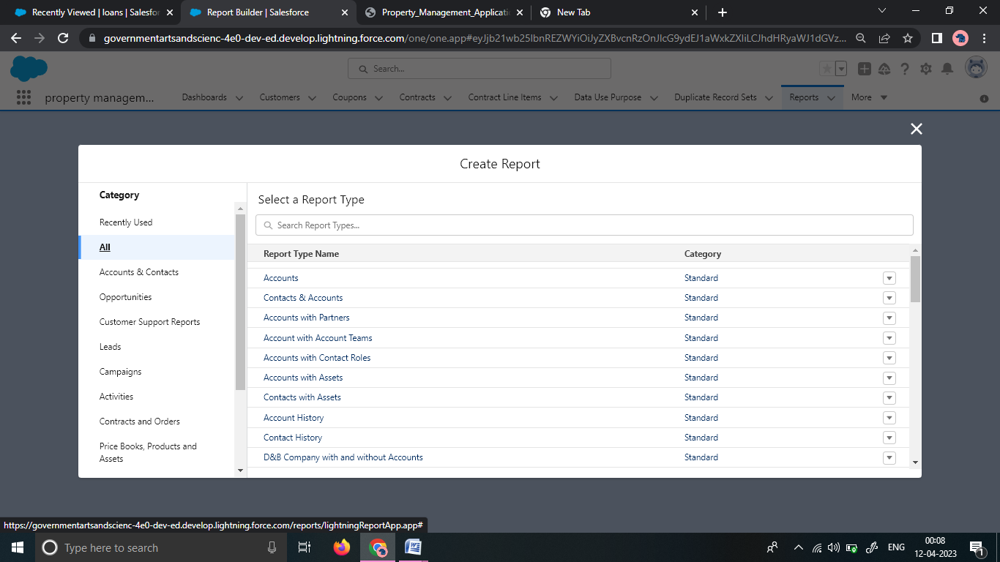 Recently Viewed | loans | Salesfor
Report Builder | Salesforce
Property_Management_Applicati
New Tab
governmentartsandscienc-4e0-dev-ed.develop.lightning.force.com/one/one.app#eyJjb21wb25lbnREZWYiOiJyZXBvcnRzOnJlcG9ydEJ1aWxkZXIiLCJhdHRyaWJ1dGVz...
Search...
property managem...
Dashboards
Customers
Coupons
Contracts
Contract Line Items
Data Use Purpose
Duplicate Record Sets
Reports
More
Create Report
Category
Recently Used
All
Accounts & Contacts
Opportunities
Customer Support Reports
Leads
Campaigns
Activities
Contracts and Orders
Price Books, Products and
Assets
Select a Report Type
Search Report Types...
Report Type Name Category
Accounts Standard
Contacts & Accounts Standard
Accounts with Partners Standard
Account with Account Teams Standard
Accounts with Contact Roles Standard
Accounts with Assets Standard
Contacts with Assets Standard
Account History Standard
Contact History Standard
D&B Company with and without Accounts Standard
https://governmentartsandscienc-4e0-dev-ed.develop.lightning.force.com/reports/lightningReportApp.app#
Type here to search
ENG
00:08
12-04-2023
1